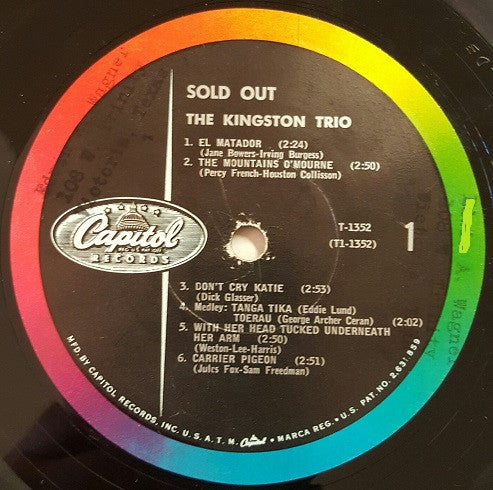 SOLD OUT
THE KINGSTON TRIO
1. EL MATADOR (2:24)
(Jane Bowers-Irving Burgess)
2. THE MOUNTAINS O'MOURNE (2:50)
(Percy French-Houston Collisson)
Capitol
RECORDS
T-1352
(T1-1352)
1
3. DON'T CRY KATIE (2:53)
(Dick Glasser)
4. Medley: TANGA TIKA (Eddie Lund)
TOERAU (George Archer Ceran) (2:02)
5. WITH HER HEAD TUCKED UNDERNEATH
HER ARM (2:50)
(Weston-Lee-Harris)
6. CARRIER PIGEON (2:51)
(Jules Fox-Sam Freedman)
MFD. BY CAPITOL RECORDS, INC. U.S.A. T.M. Capitol MARCA REG. • U.S. PAT. NO. 2,631,859
108 W
Wagner
A Wagner